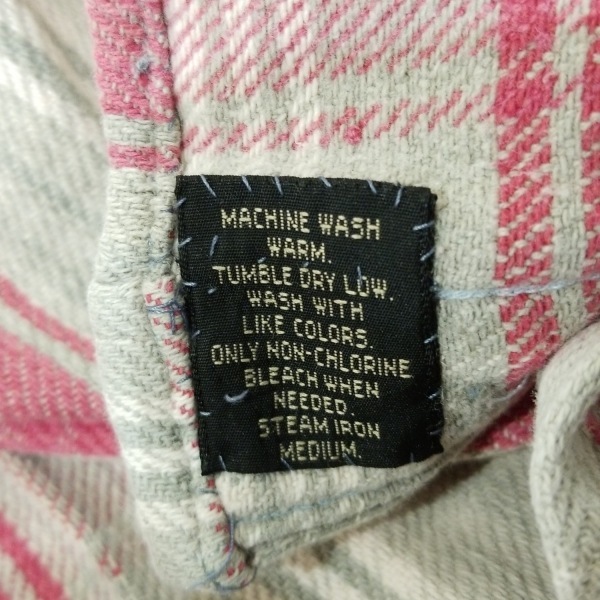 MACHINE WASH
WARM.
TUMBLE DRY LOW.
WASH WITH
LIKE COLORS.
ONLY NON-CHLORINE
BLEACH WHEN
NEEDED.
STEAM IRON
MEDIUM.